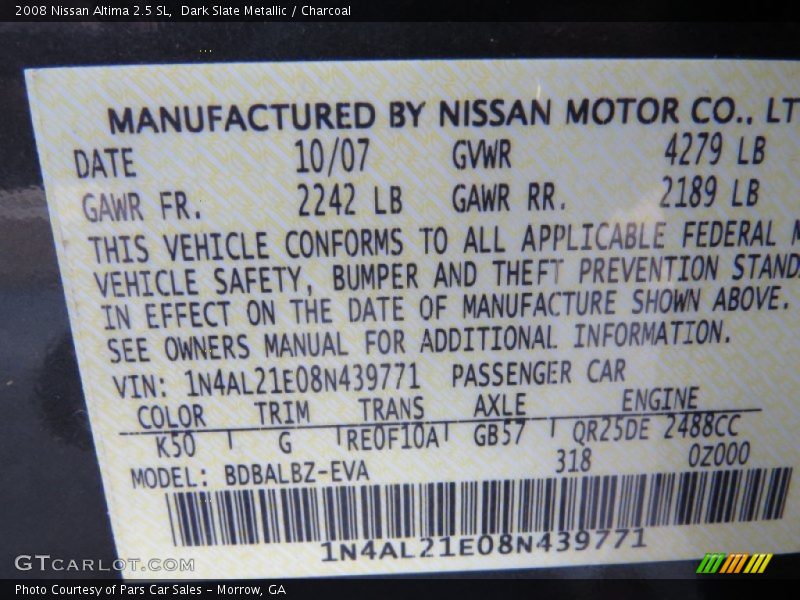 2008 Nissan Altima 2.5 SL,  Dark Slate Metallic / Charcoal
MANUFACTURED BY NISSAN MOTOR CO., LT
DATE 10/07 GVWR 4279 LB
GAWR FR. 2242 LB GAWR RR. 2189 LB
THIS VEHICLE CONFORMS TO ALL APPLICABLE FEDERAL
VEHICLE SAFETY, BUMPER AND THEFT PREVENTION STAND
IN EFFECT ON THE DATE OF MANUFACTURE SHOWN ABOVE.
SEE OWNERS MANUAL FOR ADDITIONAL INFORMATION.
VIN: 1N4AL21E08N439771 PASSENGER CAR
COLOR TRIM TRANS AXLE ENGINE
K50 G RE0F10A GB57 QR25DE 2488CC
318 0Z000
MODEL: BDBALBZ-EVA
1N4AL21E08N439771
GTCARLOT.COM
Photo Courtesy of Pars Car Sales - Morrow, GA